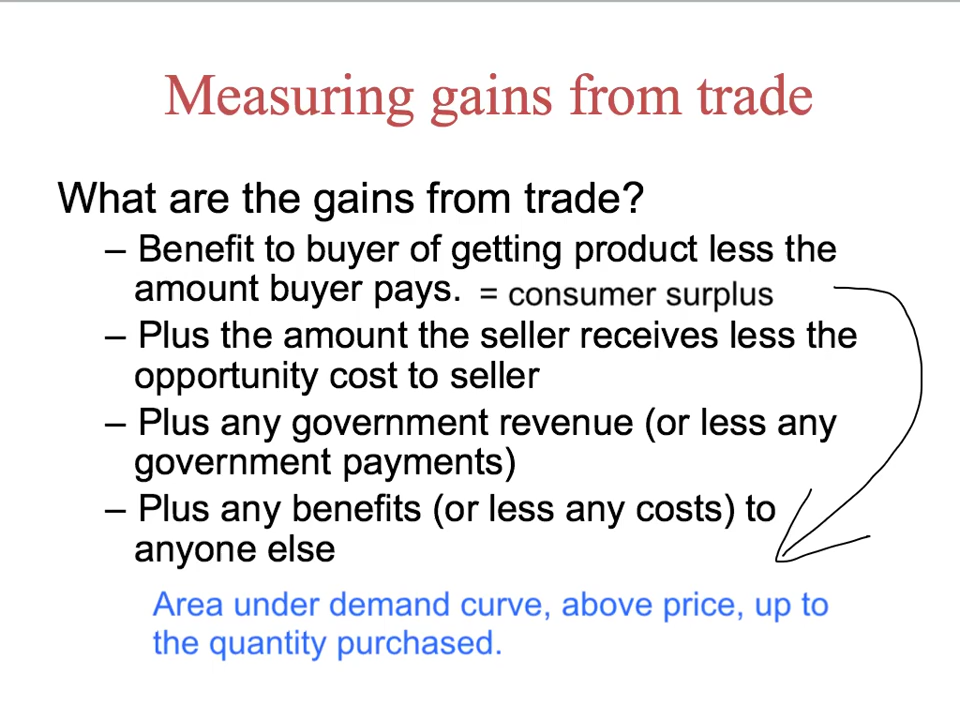 Measuring gains from trade
What are the gains from trade?
– Benefit to buyer of getting product less the
amount buyer pays. = consumer surplus
– Plus the amount the seller receives less the
opportunity cost to seller
– Plus any government revenue (or less any
government payments)
– Plus any benefits (or less any costs) to
anyone else
Area under demand curve, above price, up to
the quantity purchased.